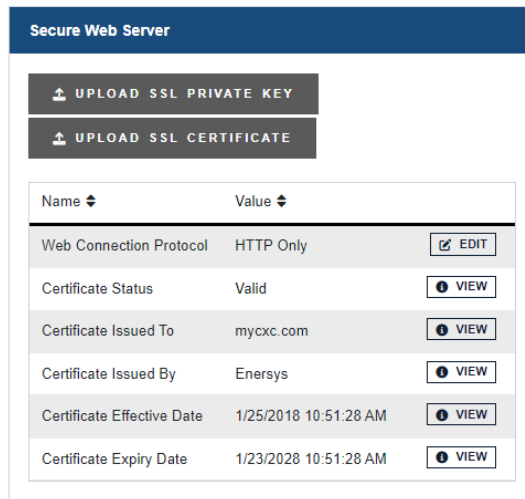 Secure Web Server
UPLOAD SSL PRIVATE KEY
UPLOAD SSL CERTIFICATE
Name Value
Web Connection Protocol HTTP Only EDIT
Certificate Status Valid VIEW
Certificate Issued To mycxc.com VIEW
Certificate Issued By Enersys VIEW
Certificate Effective Date 1/25/2018 10:51:28 AM VIEW
Certificate Expiry Date 1/23/2028 10:51:28 AM VIEW